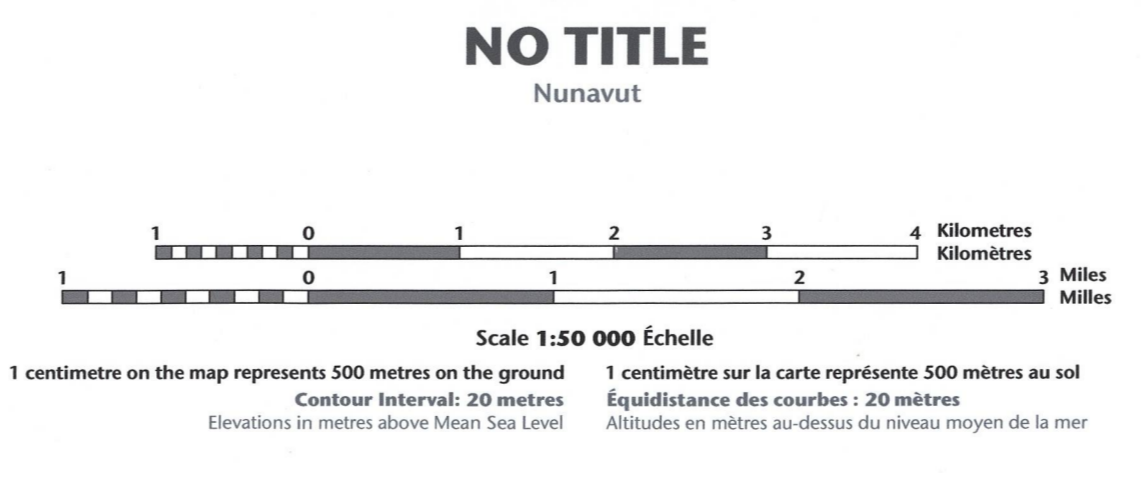 NO TITLE
Nunavut
1 0 1 2 3 4 Kilometres
Kilomètres
1 0 1 2 3 Miles
Milles
Scale 1:50 000 Échelle
1 centimetre on the map represents 500 metres on the ground
Contour Interval: 20 metres
Elevations in metres above Mean Sea Level
1 centimètre sur la carte représente 500 mètres au sol
Équidistance des courbes : 20 mètres
Altitudes en mètres au-dessus du niveau moyen de la mer